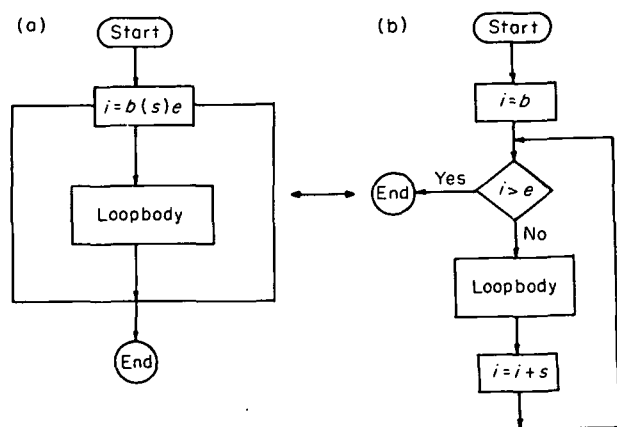 (a)
Start
i=b(s)e
Loopbody
End
(b)
Start
i=b
i>e
Yes
End
No
Loopbody
i=i+s